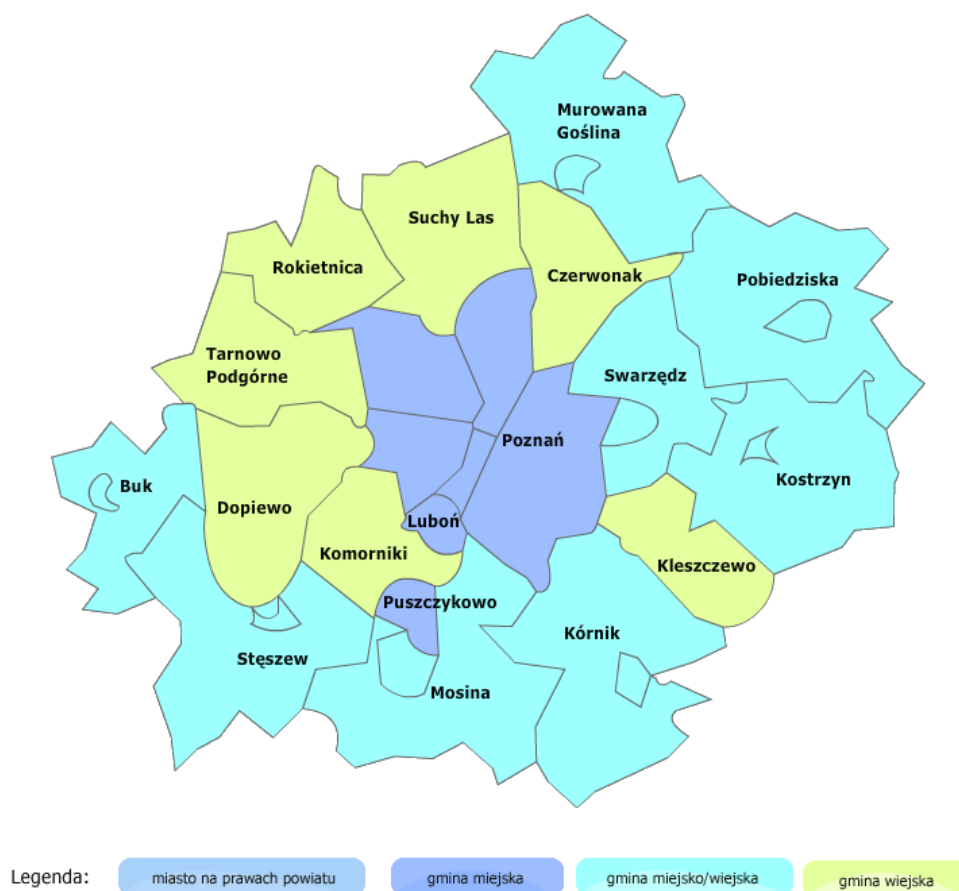 Murowana
Goślina
Suchy Las
Rokietnica
Czerwonak
Pobiedziska
Tarnowo
Podgórne
Swarzędz
Poznań
Buk
Kostrzyn
Dopiewo
Luboń
Komorniki
Kleszczewo
Puszczykowo
Kórnik
Stęszew
Mosina
Legenda: miasto na prawach powiatu gmina miejska gmina miejsko/wiejska gmina wiejska